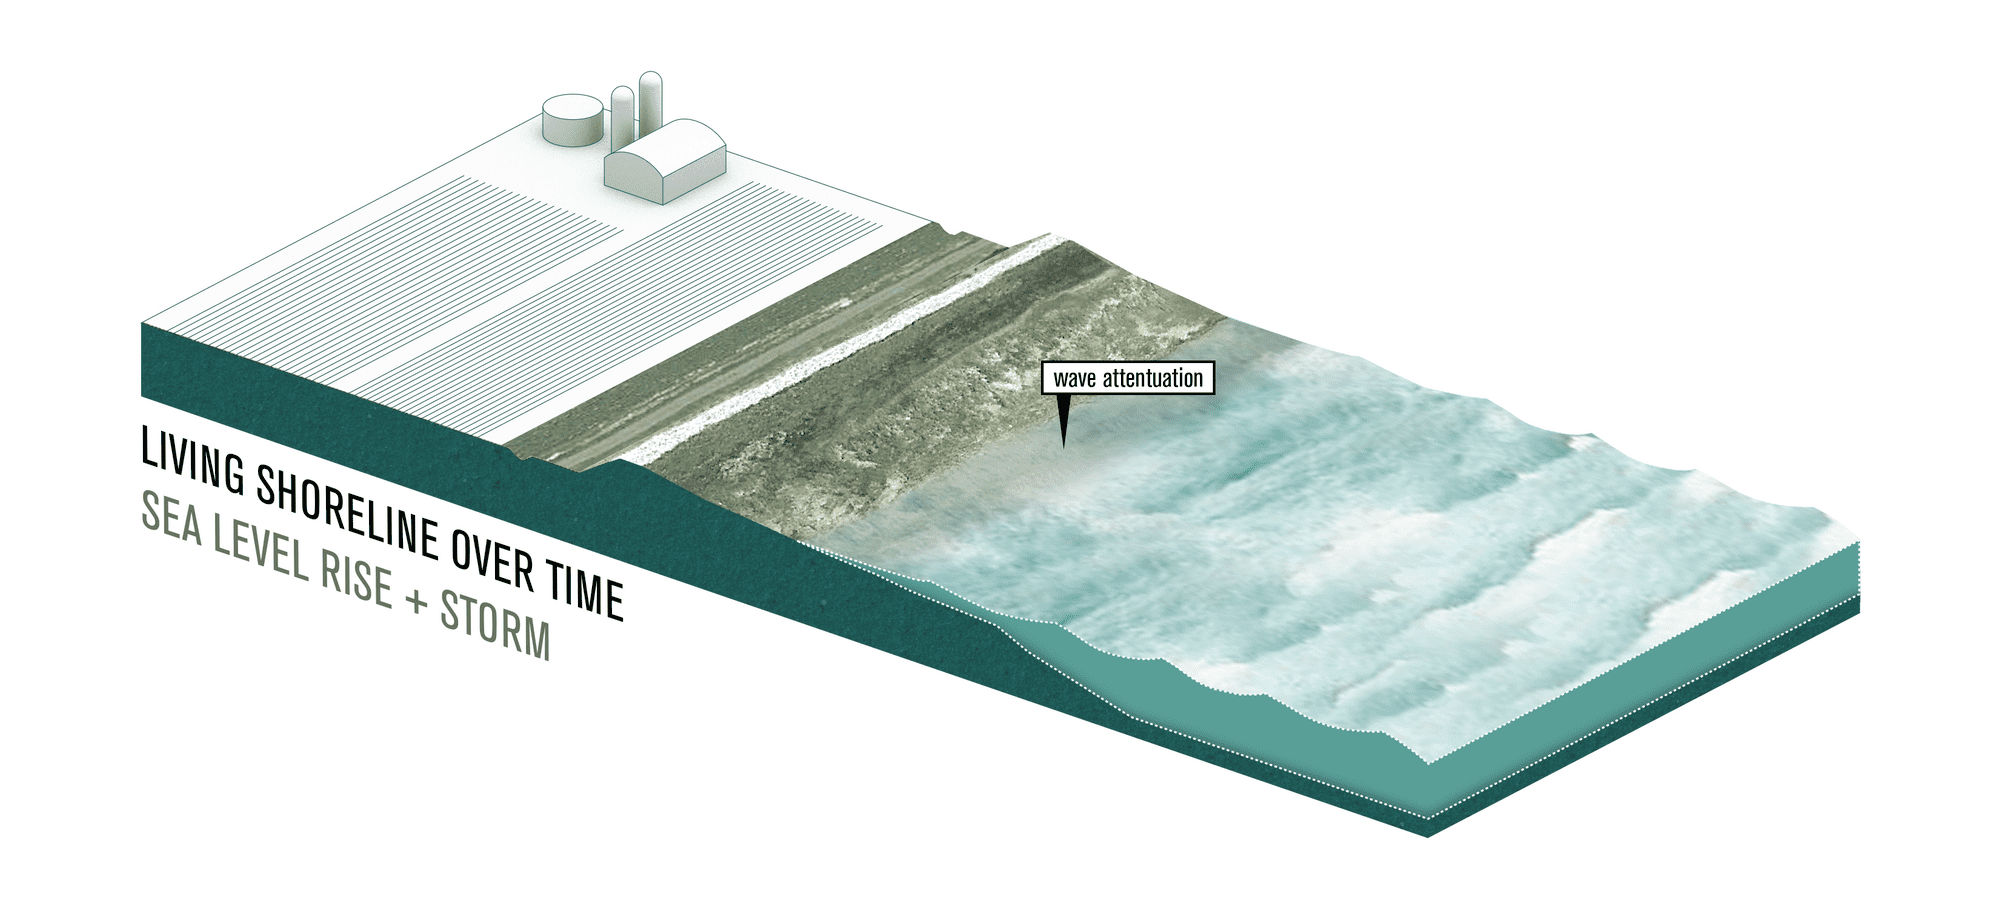 wave attentuation
LIVING SHORELINE OVER TIME
SEA LEVEL RISE + STORM